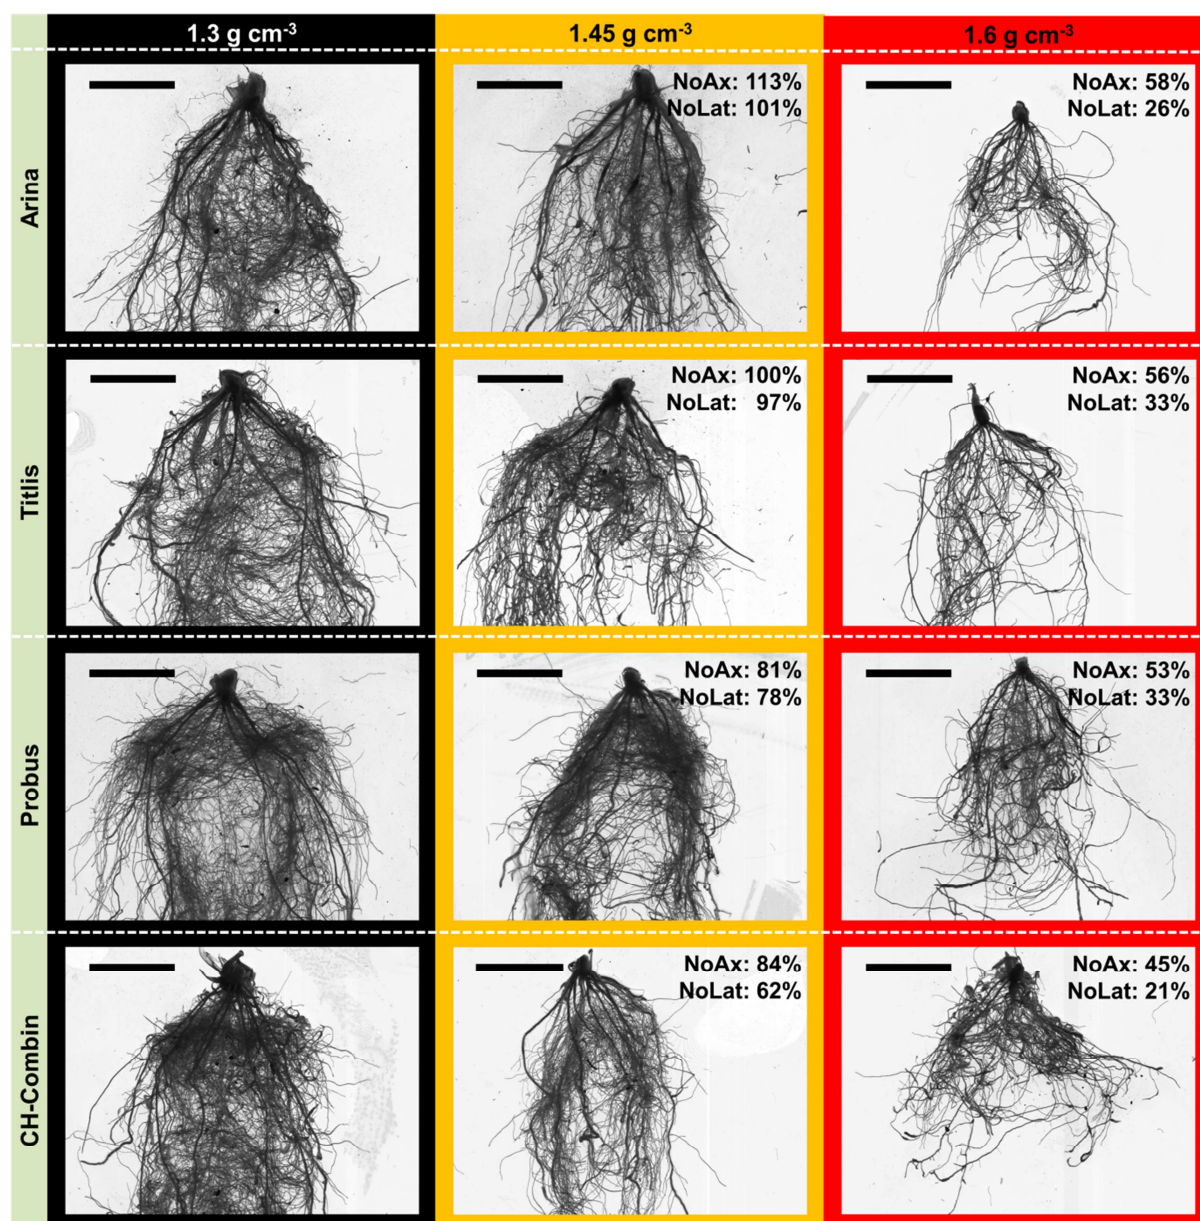 1.3 g cm-3
1.45 g cm-3
1.6 g cm-3
Arina
NoAx: 113%
NoLat: 101%
NoAx: 58%
NoLat: 26%
Titlis
NoAx: 100%
NoLat: 97%
NoAx: 56%
NoLat: 33%
Probus
NoAx: 81%
NoLat: 78%
NoAx: 53%
NoLat: 33%
CH-Combin
NoAx: 84%
NoLat: 62%
NoAx: 45%
NoLat: 21%